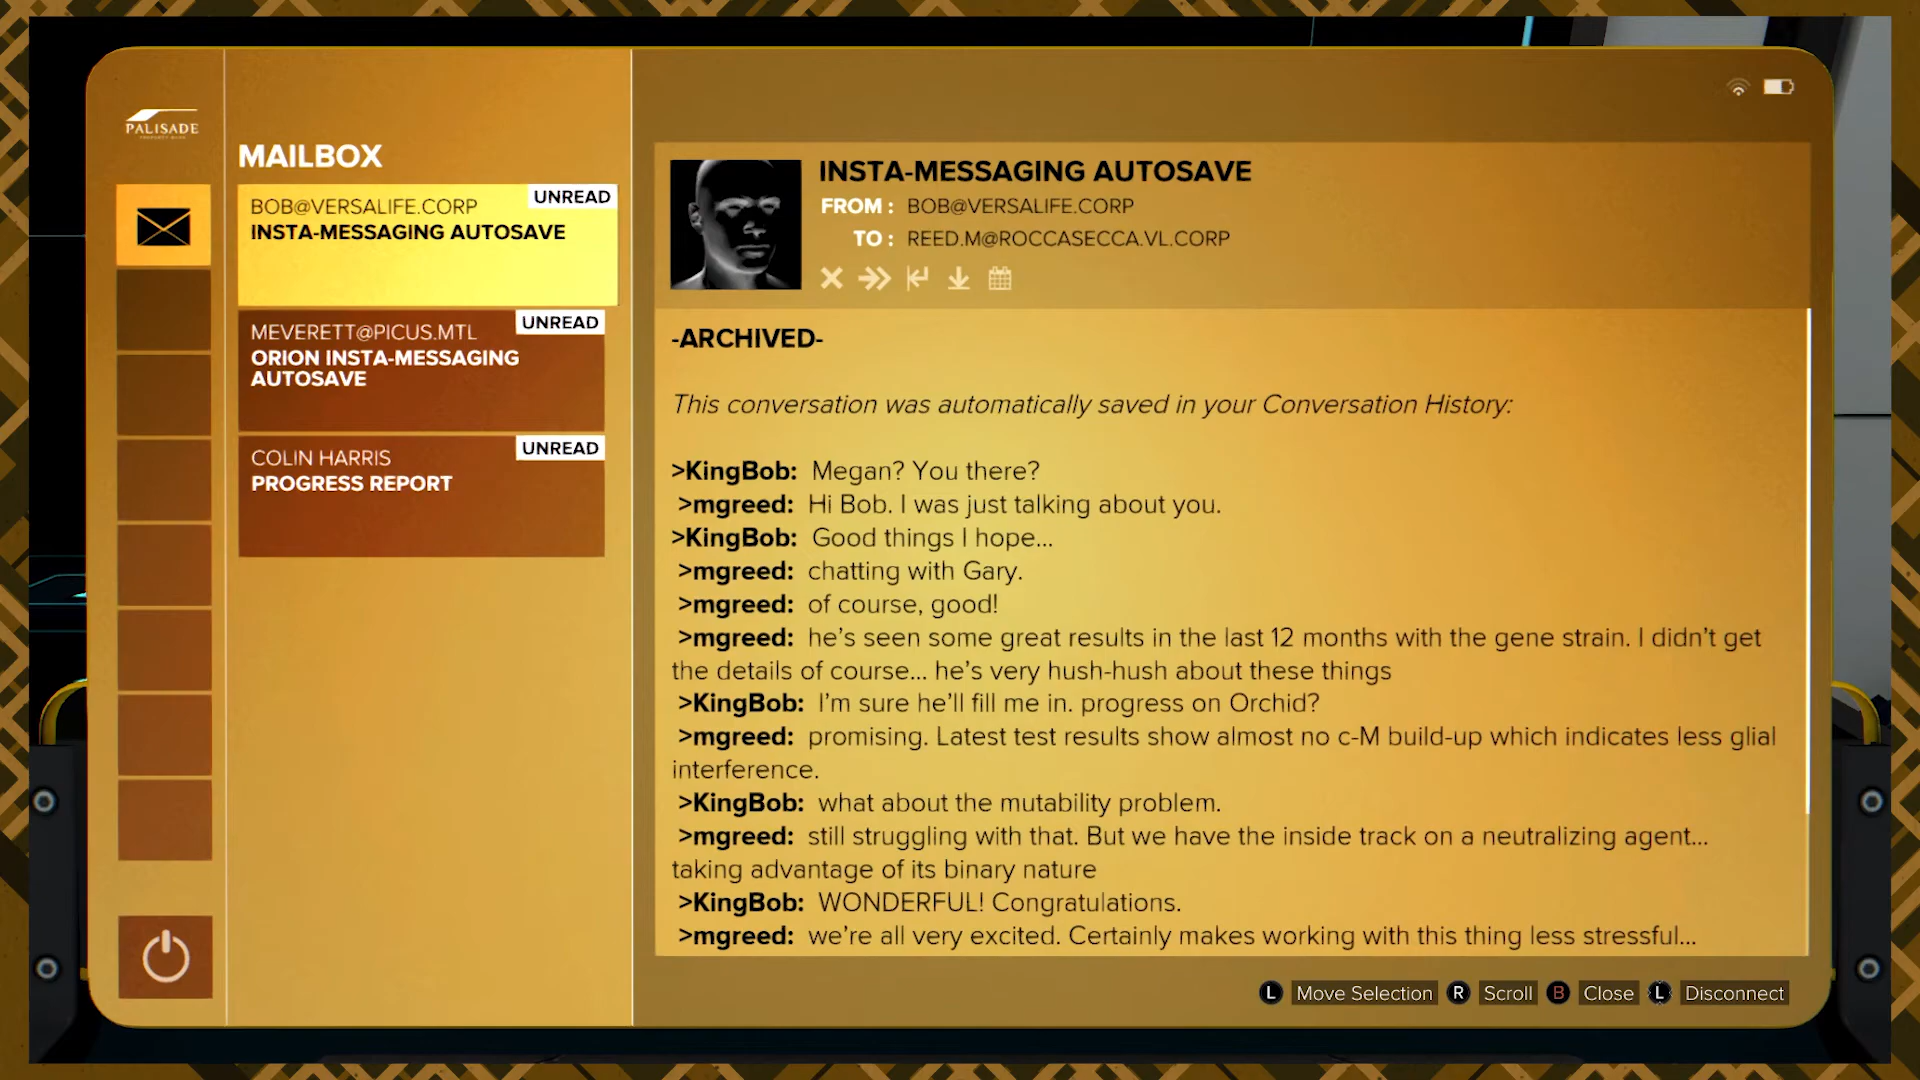 PALISADE
MAILBOX
UNREAD
BOB@VERSALIFE.CORP
INSTA-MESSAGING AUTOSAVE
UNREAD
MEVERETT@PICUS.MTL
ORION INSTA-MESSAGING
AUTOSAVE
UNREAD
COLIN HARRIS
PROGRESS REPORT
INSTA-MESSAGING AUTOSAVE
FROM : BOB@VERSALIFE.CORP
TO : REED.M@ROCCASECCA.VL.CORP
-ARCHIVED-
This conversation was automatically saved in your Conversation History:
>KingBob: Megan? You there?
>mgreed: Hi Bob. I was just talking about you.
>KingBob: Good things I hope...
>mgreed: chatting with Gary.
>mgreed: of course, good!
>mgreed: he's seen some great results in the last 12 months with the gene strain. I didn't get
the details of course... he's very hush-hush about these things
>KingBob: I'm sure he'll fill me in. progress on Orchid?
>mgreed: promising. Latest test results show almost no c-M build-up which indicates less glial
interference.
>KingBob: what about the mutability problem.
>mgreed: still struggling with that. But we have the inside track on a neutralizing agent...
taking advantage of its binary nature
>KingBob: WONDERFUL! Congratulations.
>mgreed: we're all very excited. Certainly makes working with this thing less stressful...
L Move Selection R Scroll B Close L Disconnect